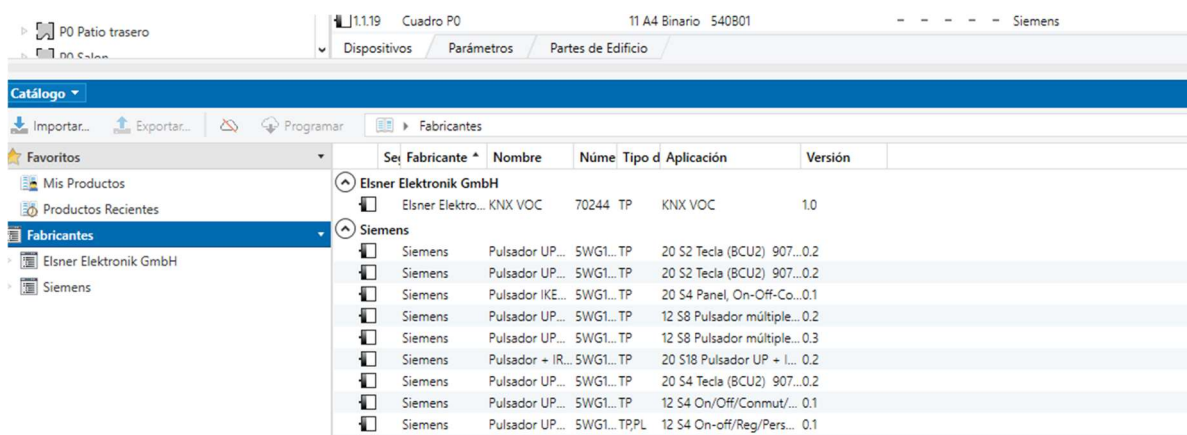 1.1.19 Cuadro P0 11 A4 Binario 540B01 - - - - - Siemens
P0 Patio trasero
P0 Salon
Dispositivos Parámetros Partes de Edificio
Catálogo
Importar... Exportar... Programar Fabricantes
Favoritos
Mis Productos
Productos Recientes
Fabricantes
Elsner Elektronik GmbH
Siemens
Se Fabricante Nombre Núme Tipo d Aplicación Versión
Elsner Elektronik GmbH
Elsner Elektro... KNX VOC 70244 TP KNX VOC 1.0
Siemens
Siemens Pulsador UP... 5WG1... TP 20 S2 Tecla (BCU2) 907... 0.2
Siemens Pulsador UP... 5WG1... TP 20 S2 Tecla (BCU2) 907... 0.2
Siemens Pulsador IKE... 5WG1... TP 20 S4 Panel, On-Off-Co... 0.1
Siemens Pulsador UP... 5WG1... TP 12 S8 Pulsador múltiple... 0.2
Siemens Pulsador UP... 5WG1... TP 12 S8 Pulsador múltiple... 0.3
Siemens Pulsador + IR... 5WG1... TP 20 S18 Pulsador UP + I... 0.2
Siemens Pulsador UP... 5WG1... TP 20 S4 Tecla (BCU2) 907... 0.2
Siemens Pulsador UP... 5WG1... TP 12 S4 On/Off/Conmut/... 0.1
Siemens Pulsador UP... 5WG1... TP,PL 12 S4 On-off/Reg/Pers... 0.1